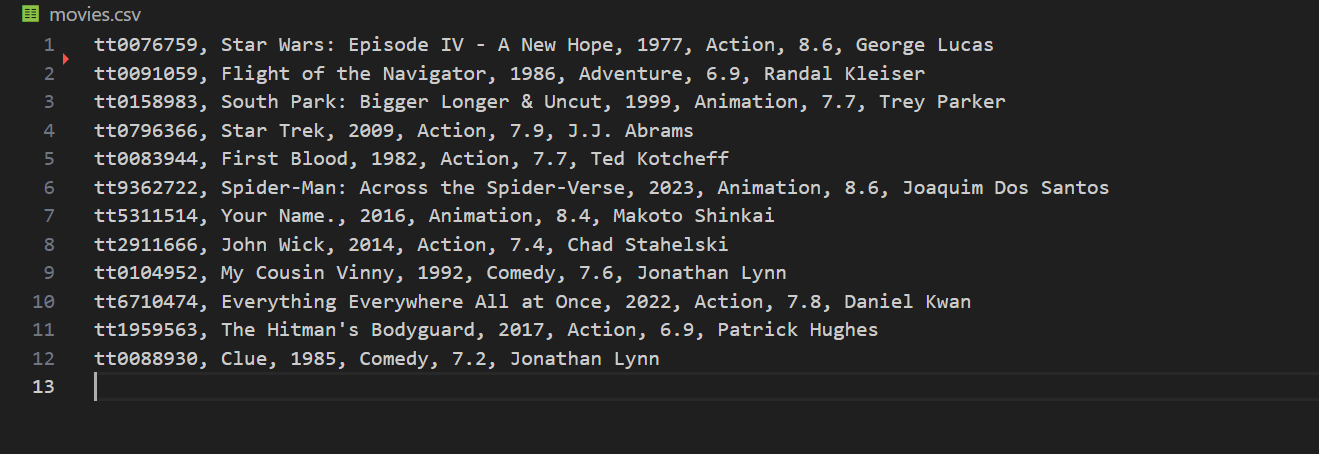 movies.csv
1 tt0076759, Star Wars: Episode IV - A New Hope, 1977, Action, 8.6, George Lucas
2 tt0091059, Flight of the Navigator, 1986, Adventure, 6.9, Randal Kleiser
3 tt0158983, South Park: Bigger Longer & Uncut, 1999, Animation, 7.7, Trey Parker
4 tt0796366, Star Trek, 2009, Action, 7.9, J.J. Abrams
5 tt0083944, First Blood, 1982, Action, 7.7, Ted Kotcheff
6 tt9362722, Spider-Man: Across the Spider-Verse, 2023, Animation, 8.6, Joaquim Dos Santos
7 tt5311514, Your Name., 2016, Animation, 8.4, Makoto Shinkai
8 tt2911666, John Wick, 2014, Action, 7.4, Chad Stahelski
9 tt0104952, My Cousin Vinny, 1992, Comedy, 7.6, Jonathan Lynn
10 tt6710474, Everything Everywhere All at Once, 2022, Action, 7.8, Daniel Kwan
11 tt1959563, The Hitman's Bodyguard, 2017, Action, 6.9, Patrick Hughes
12 tt0088930, Clue, 1985, Comedy, 7.2, Jonathan Lynn
13